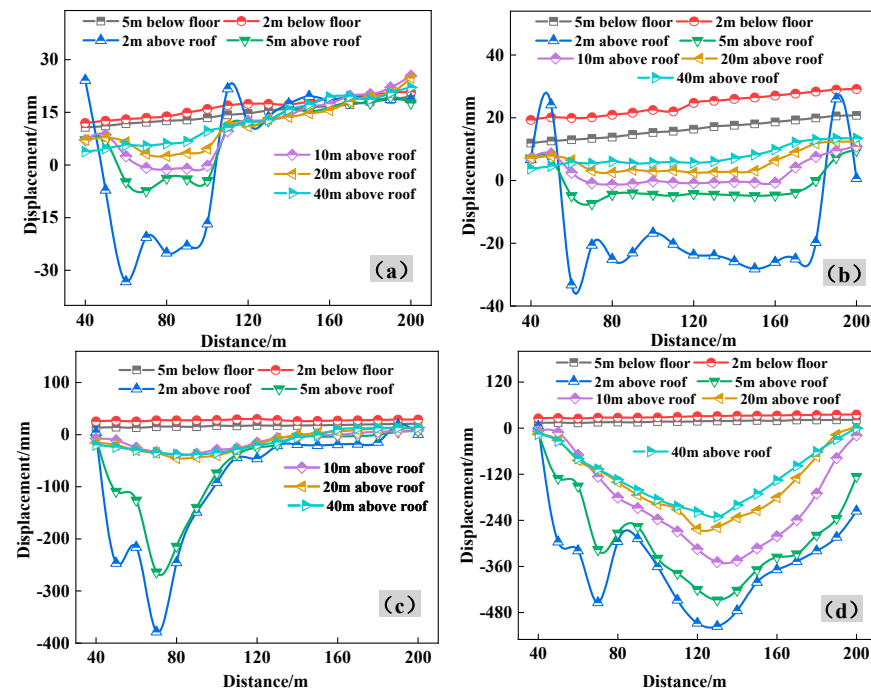 5m below floor 2m below floor
2m above roof 5m above roof
10m above roof
20m above roof
40m above roof
Displacement/mm
30
15
0
-15
-30
40 80 120 160 200
Distance/m
(a)
5m below floor 2m below floor
2m above roof 5m above roof
10m above roof 20m above roof
40m above roof
Displacement/mm
40
20
0
-20
-40
40 80 120 160 200
Distance/m
(b)
5m below floor 2m below floor
2m above roof 5m above roof
10m above roof
20m above roof
40m above roof
Displacement/mm
100
0
-100
-200
-300
-400
40 80 120 160 200
Distance/m
(c)
5m below floor 2m below floor
2m above roof 5m above roof
10m above roof 20m above roof
40m above roof
Displacement/mm
120
0
-120
-240
-360
-480
40 80 120 160 200
Distance/m
(d)